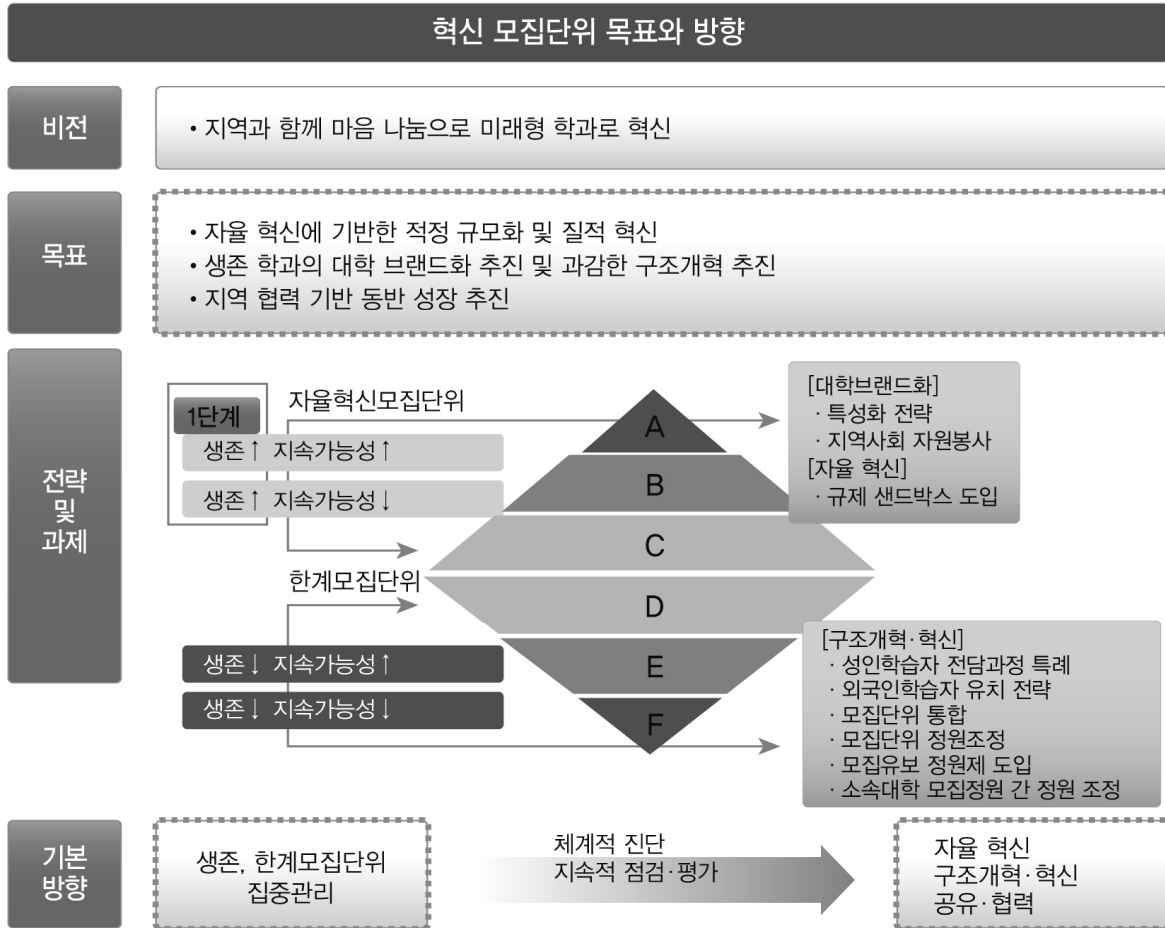 혁신 모집단위 목표와 방향
비전
• 지역과 함께 마음 나눔으로 미래형 학과로 혁신
목표
• 자율 혁신에 기반한 적정 규모화 및 질적 혁신
• 생존 학과의 대학 브랜드화 추진 및 과감한 구조개혁 추진
• 지역 협력 기반 동반 성장 추진
전략
및
과제
1단계
자율혁신모집단위
생존↑ 지속가능성↑
생존↑ 지속가능성↓
한계모집단위
생존↓ 지속가능성↑
생존↓ 지속가능성↓
A
B
C
D
E
F
[대학브랜드화]
· 특성화 전략
· 지역사회 자원봉사
[자율 혁신]
· 규제 샌드박스 도입
[구조개혁·혁신]
· 성인학습자 전담과정 특례
· 외국인학습자 유치 전략
· 모집단위 통합
· 모집단위 정원조정
· 모집유보 정원제 도입
· 소속대학 모집정원 간 정원 조정
기본
방향
생존, 한계모집단위
집중관리
체계적 진단
지속적 점검·평가
자율 혁신
구조개혁·혁신
공유·협력